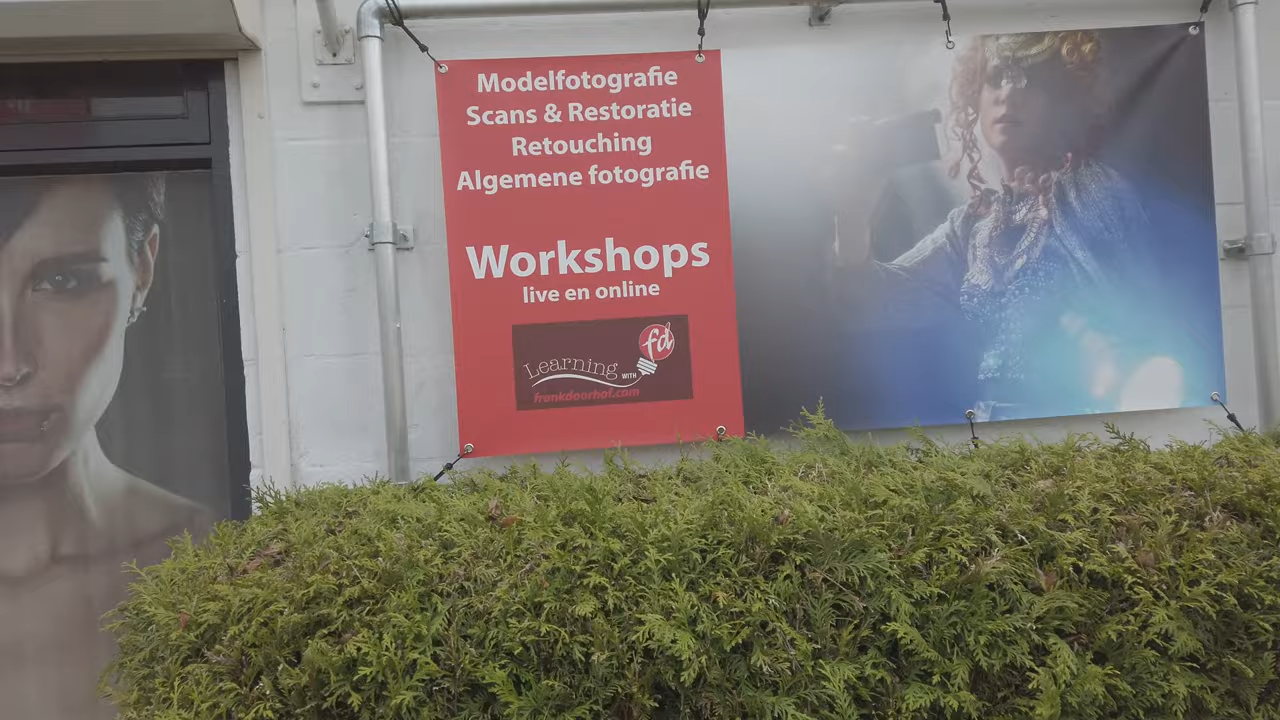 Modelfotografie
Scans & Restoratie
Retouching
Algemene fotografie
Workshops
live en online
fd
Learning WITH
frankdoorhof.com